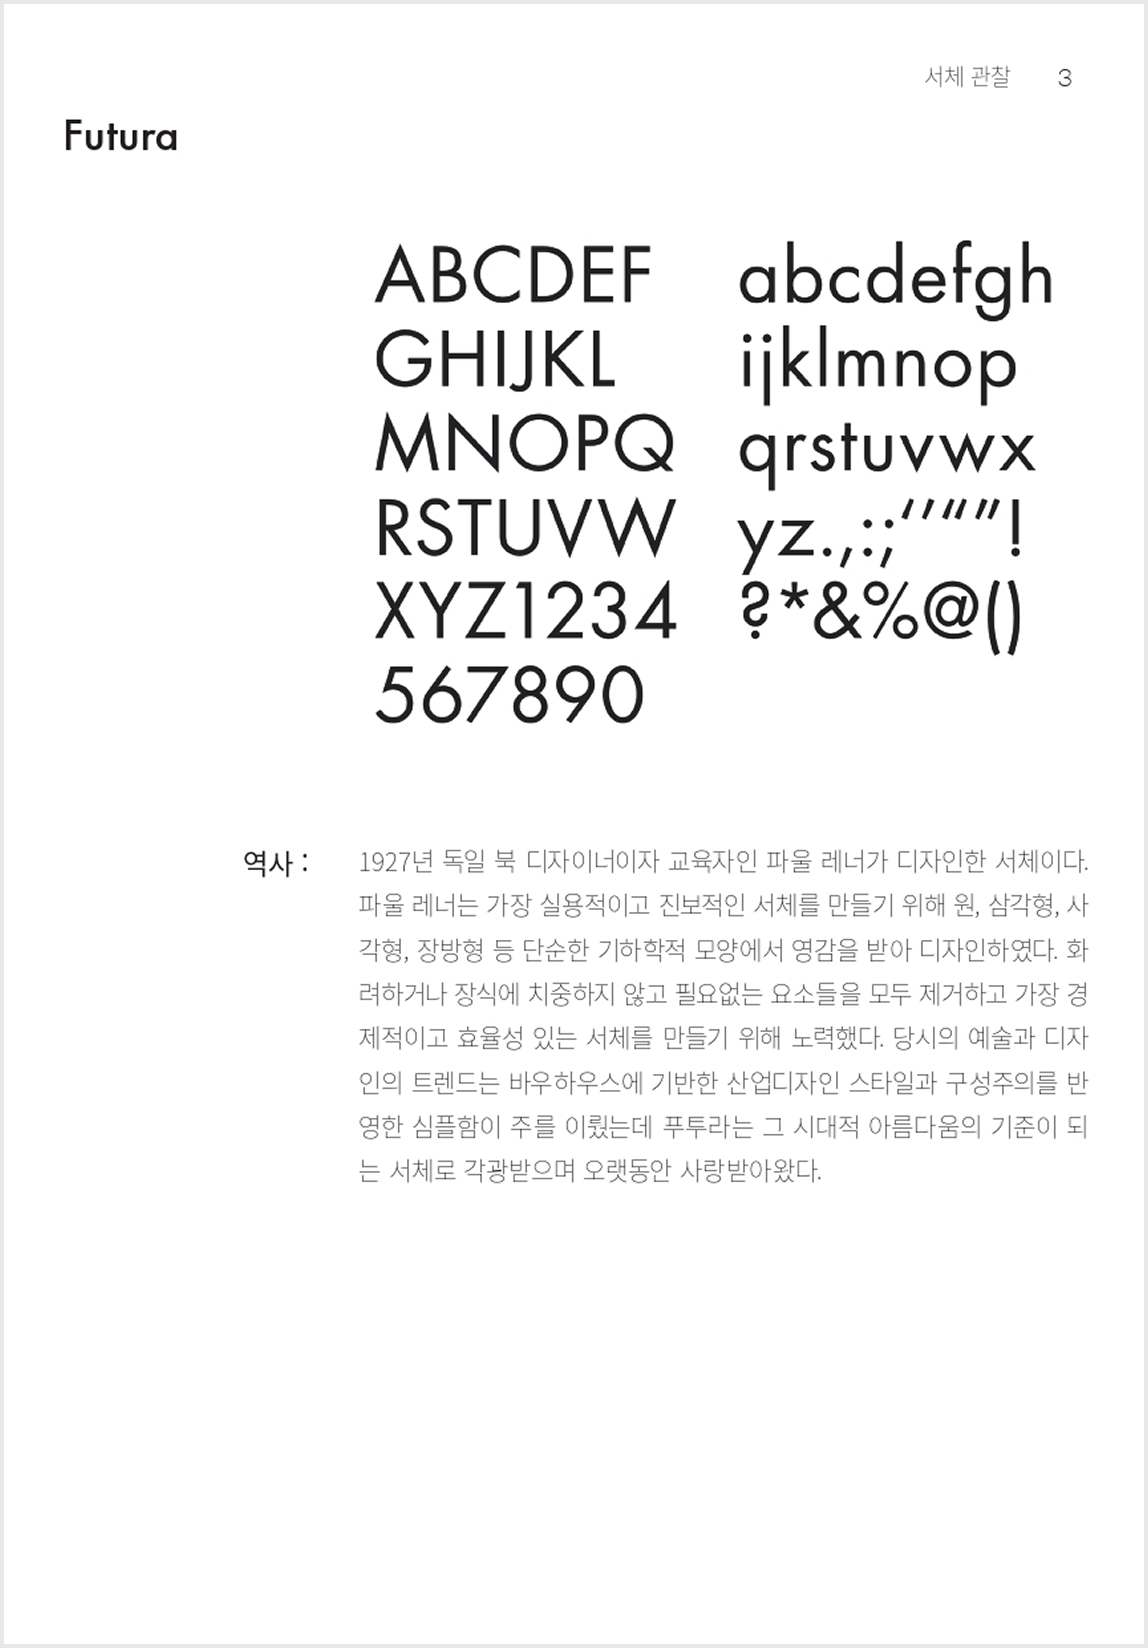 서체 관찰 3
Futura
ABCDEF
GHIJKL
MNOPQ
RSTUVW
XYZ1234
567890
abcdefgh
ijklmnop
qrstuvwx
yz.,:;‘’“”!
?*&%@()
역사 :
1927년 독일 북 디자이너이자 교육자인 파울 레너가 디자인한 서체이다.
파울 레너는 가장 실용적이고 진보적인 서체를 만들기 위해 원, 삼각형, 사
각형, 장방형 등 단순한 기하학적 모양에서 영감을 받아 디자인하였다. 화
려하거나 장식에 치중하지 않고 필요없는 요소들을 모두 제거하고 가장 경
제적이고 효율성 있는 서체를 만들기 위해 노력했다. 당시의 예술과 디자
인의 트렌드는 바우하우스에 기반한 산업디자인 스타일과 구성주의를 반
영한 심플함이 주를 이뤘는데 푸투라는 그 시대적 아름다움의 기준이 되
는 서체로 각광받으며 오랫동안 사랑받아왔다.